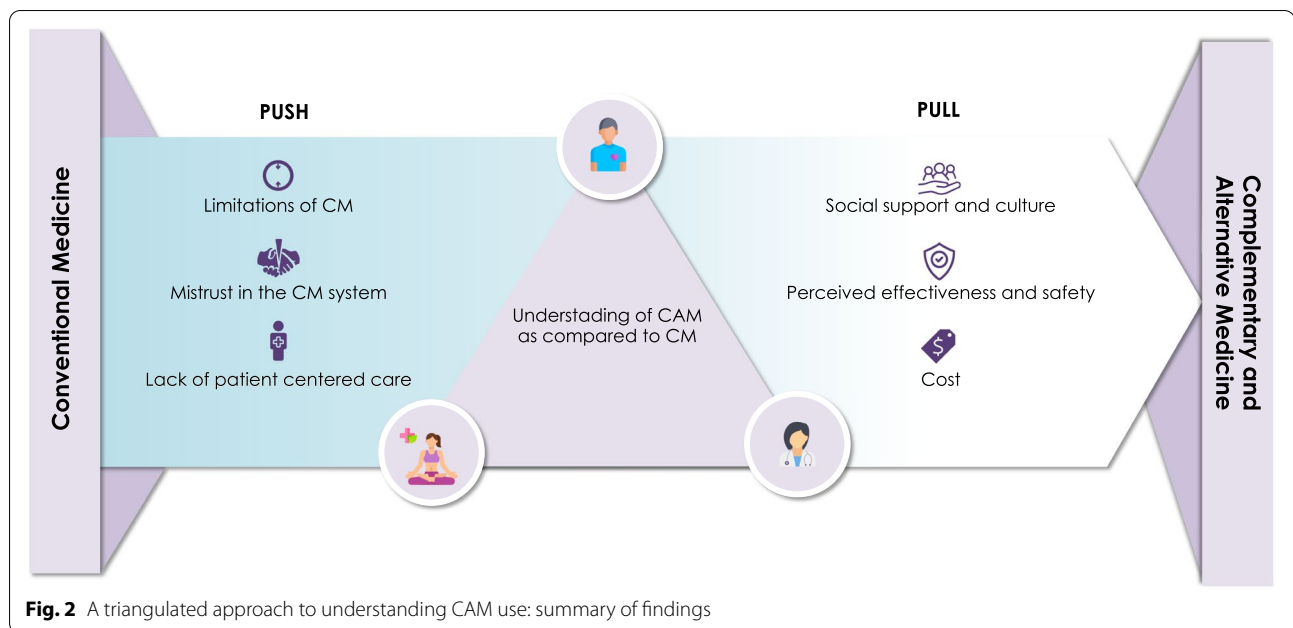 Conventional Medicine
PUSH
Limitations of CM
Mistrust in the CM system
Lack of patient centered care
Understading of CAM
as compared to CM
PULL
Social support and culture
Perceived effectiveness and safety
$
Cost
Complementary and
Alternative Medicine
Fig. 2 A triangulated approach to understanding CAM use: summary of findings